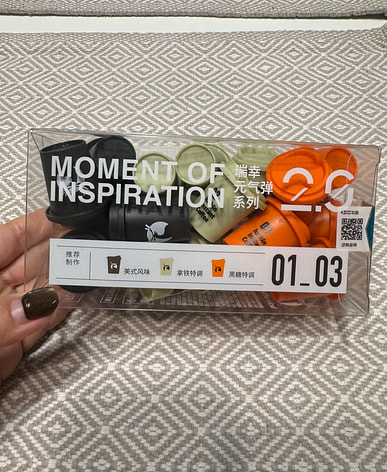 MOMENT OF
INSPIRATION
瑞幸
元气弹
系列
2.9
推荐
制作
美式风味
拿铁特调
黑糖特调
01_03